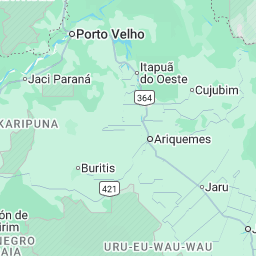 Porto Velho
Itapuã
do Oeste
Jaci Paraná
Cujubim
364
KARIPUNA
Ariquemes
Buritis
421
Jaru
ón de
irim
NEGRO
AIA
URU-EU-WAU-WAU
J